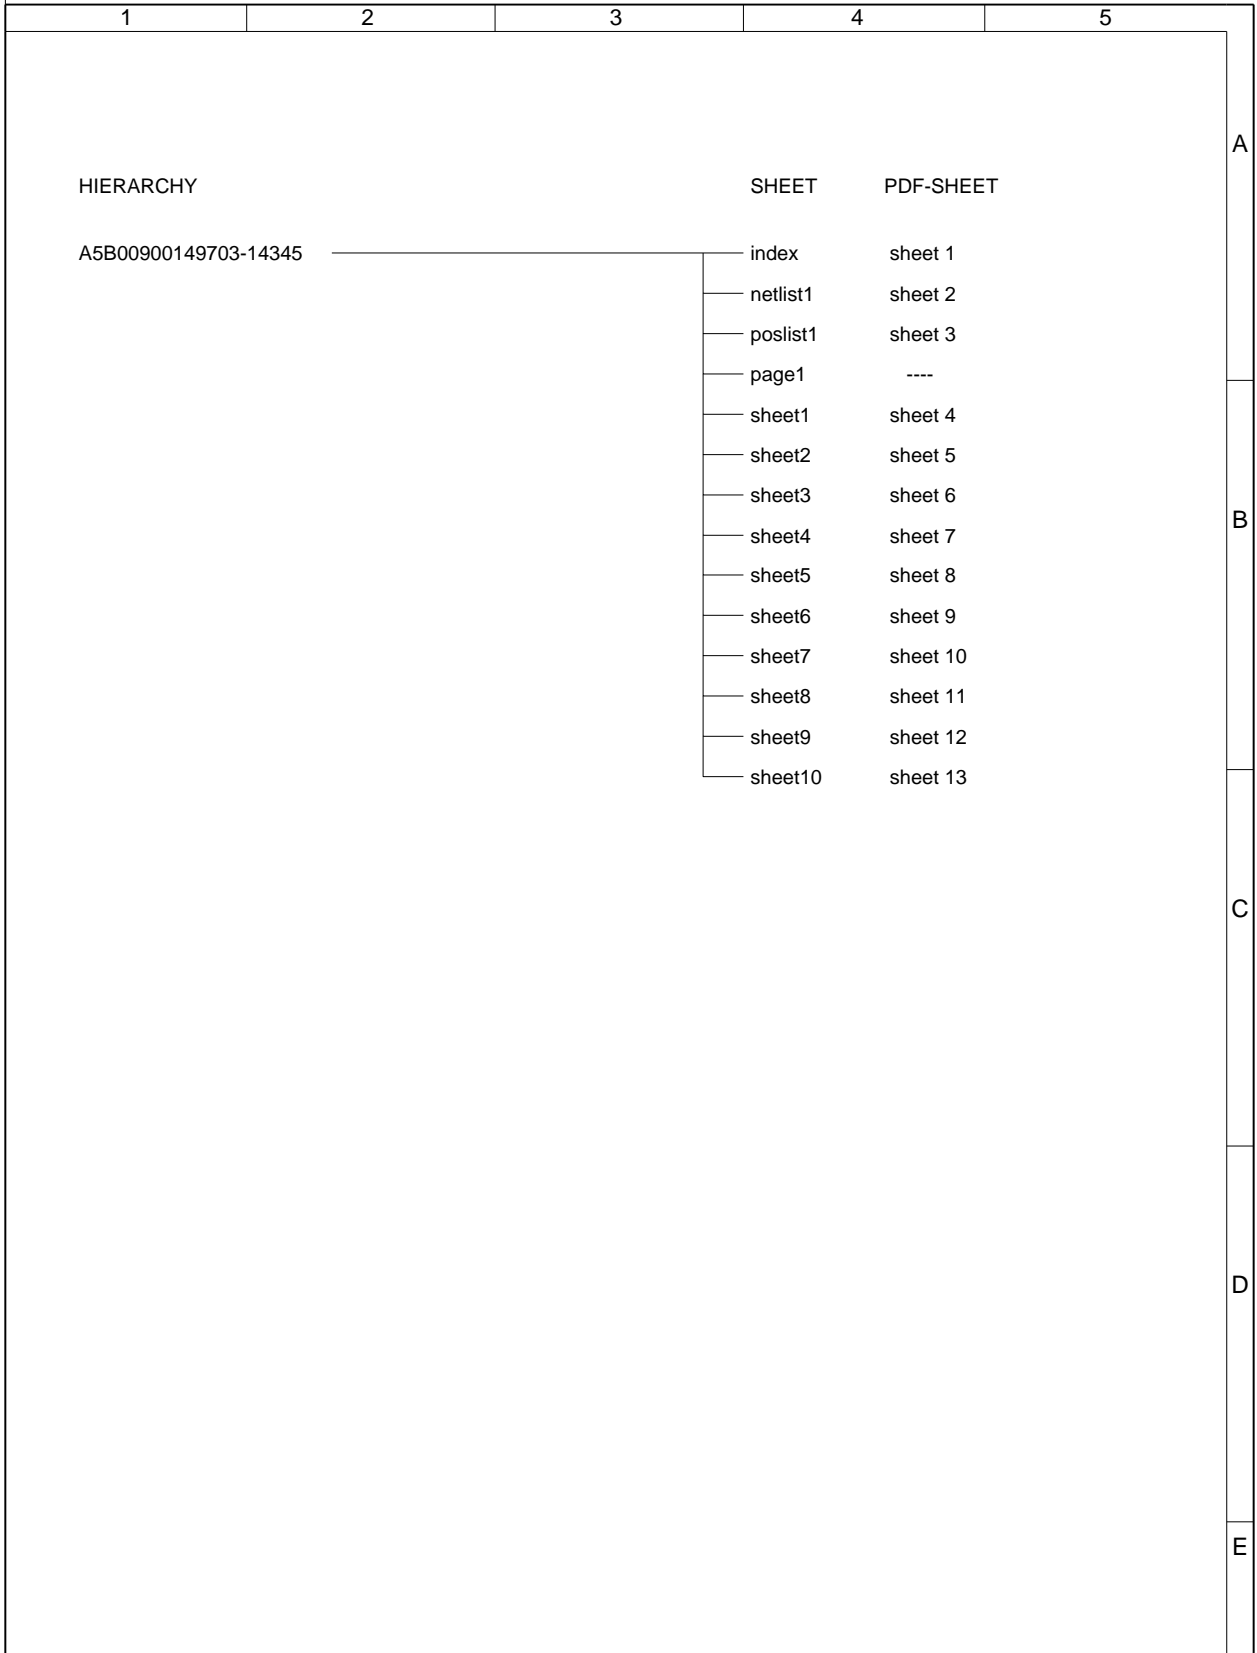 1 2 3 4 5
A
HIERARCHY SHEET PDF-SHEET
A5B00900149703-14345 index sheet 1
netlist1 sheet 2
poslist1 sheet 3
page1 ----
sheet1 sheet 4
sheet2 sheet 5
sheet3 sheet 6
B
sheet4 sheet 7
sheet5 sheet 8
sheet6 sheet 9
sheet7 sheet 10
sheet8 sheet 11
sheet9 sheet 12
sheet10 sheet 13
C
D
E